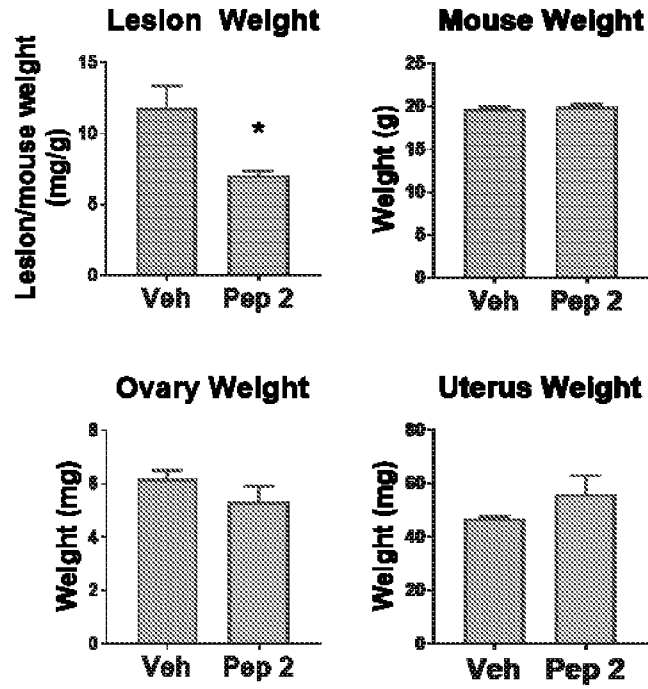 Lesion Weight
Lesion/mouse weight
(mg/g)
15
10
5
0
*
Veh Pep 2
Mouse Weight
Weight (g)
25
20
15
10
5
0
Veh Pep 2
Ovary Weight
Weight (mg)
8
6
4
2
0
Veh Pep 2
Uterus Weight
Weight (mg)
80
60
40
20
0
Veh Pep 2